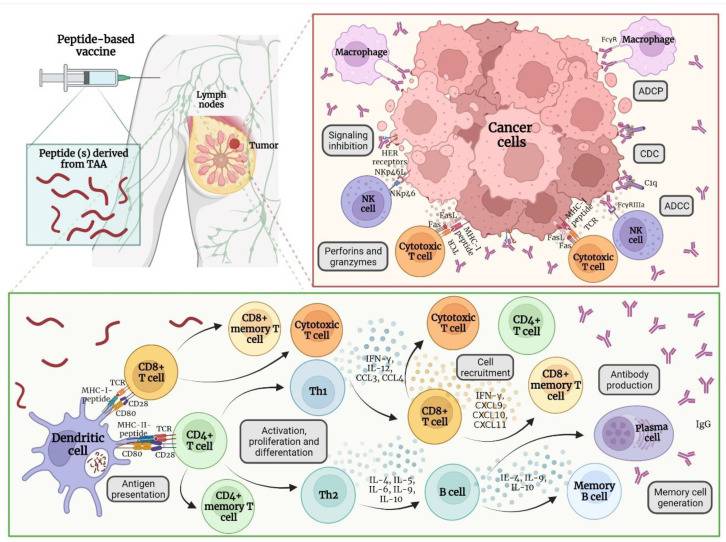 Peptide-based
vaccine
Lymph
nodes
Tumor
Peptide (s) derived
from TAA
Macrophage
FcγR
Macrophage
ADCP
Signaling
inhibition
HER
receptors
NKp46L
NKp46
NK
cell
Cancer
cells
CDC
C1q
ADCC
FcγRIIIa
NK
cell
Perforins and
granzymes
FasL
Fas
MHC-I
peptide
TCR
Cytotoxic
T cell
MHC-I
peptide
TCR
FasL
Fas
Cytotoxic
T cell
CD8+
T cell
CD8+
memory T
cell
Cytotoxic
T cell
IFN-γ,
IL-12,
CCL3, CCL4
Cytotoxic
T cell
CD4+
T cell
Cell
recruitment
CD8+
memory T
cell
Antibody
production
MHC-I-
peptide
TCR
CD28
CD80
Th1
CD8+
T cell
IFN-γ,
CXCL9,
CXCL10,
CXCL11
Plasma
cell
IgG
Dendritic
cell
MHC-II-
peptide
TCR
CD80
CD28
CD4+
T cell
Activation,
proliferation and
differentation
Antigen
presentation
CD4+
memory T
cell
Th2
IL-4, IL-5,
IL-6, IL-9,
IL-10
B cell
IL-4, IL-9,
IL-10
Memory
B cell
Memory cell
generation